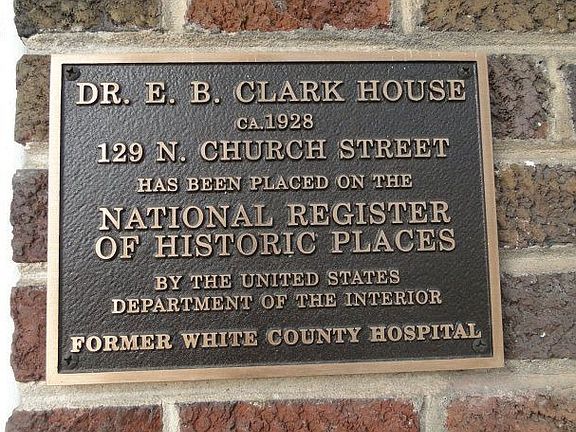 DR. E. B. CLARK HOUSE
CA.1928
129 N. CHURCH STREET
HAS BEEN PLACED ON THE
NATIONAL REGISTER
OF HISTORIC PLACES
BY THE UNITED STATES
DEPARTMENT OF THE INTERIOR
FORMER WHITE COUNTY HOSPITAL